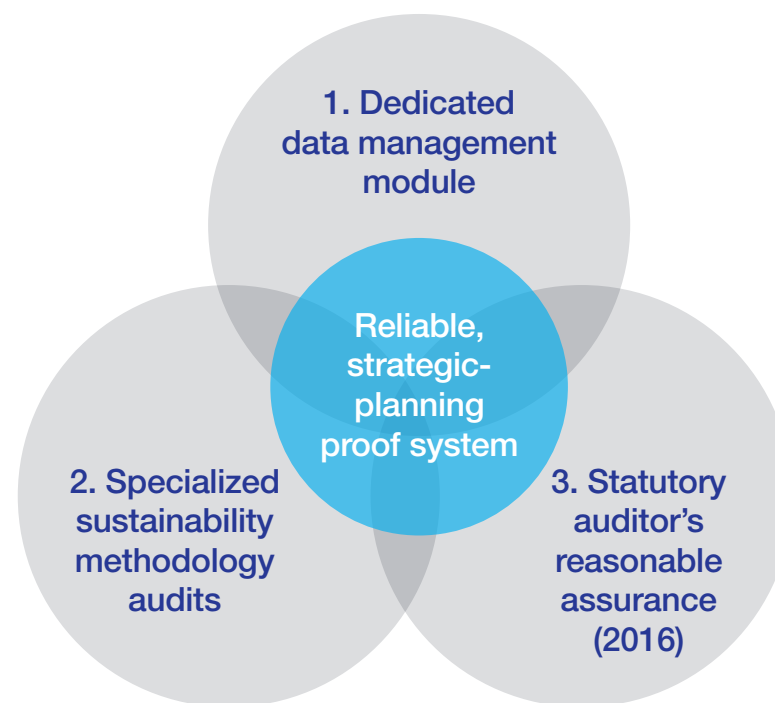 1. Dedicated
data management
module
Reliable,
strategic-
planning
proof system
2. Specialized
sustainability
methodology
audits
3. Statutory
auditor’s
reasonable
assurance
(2016)